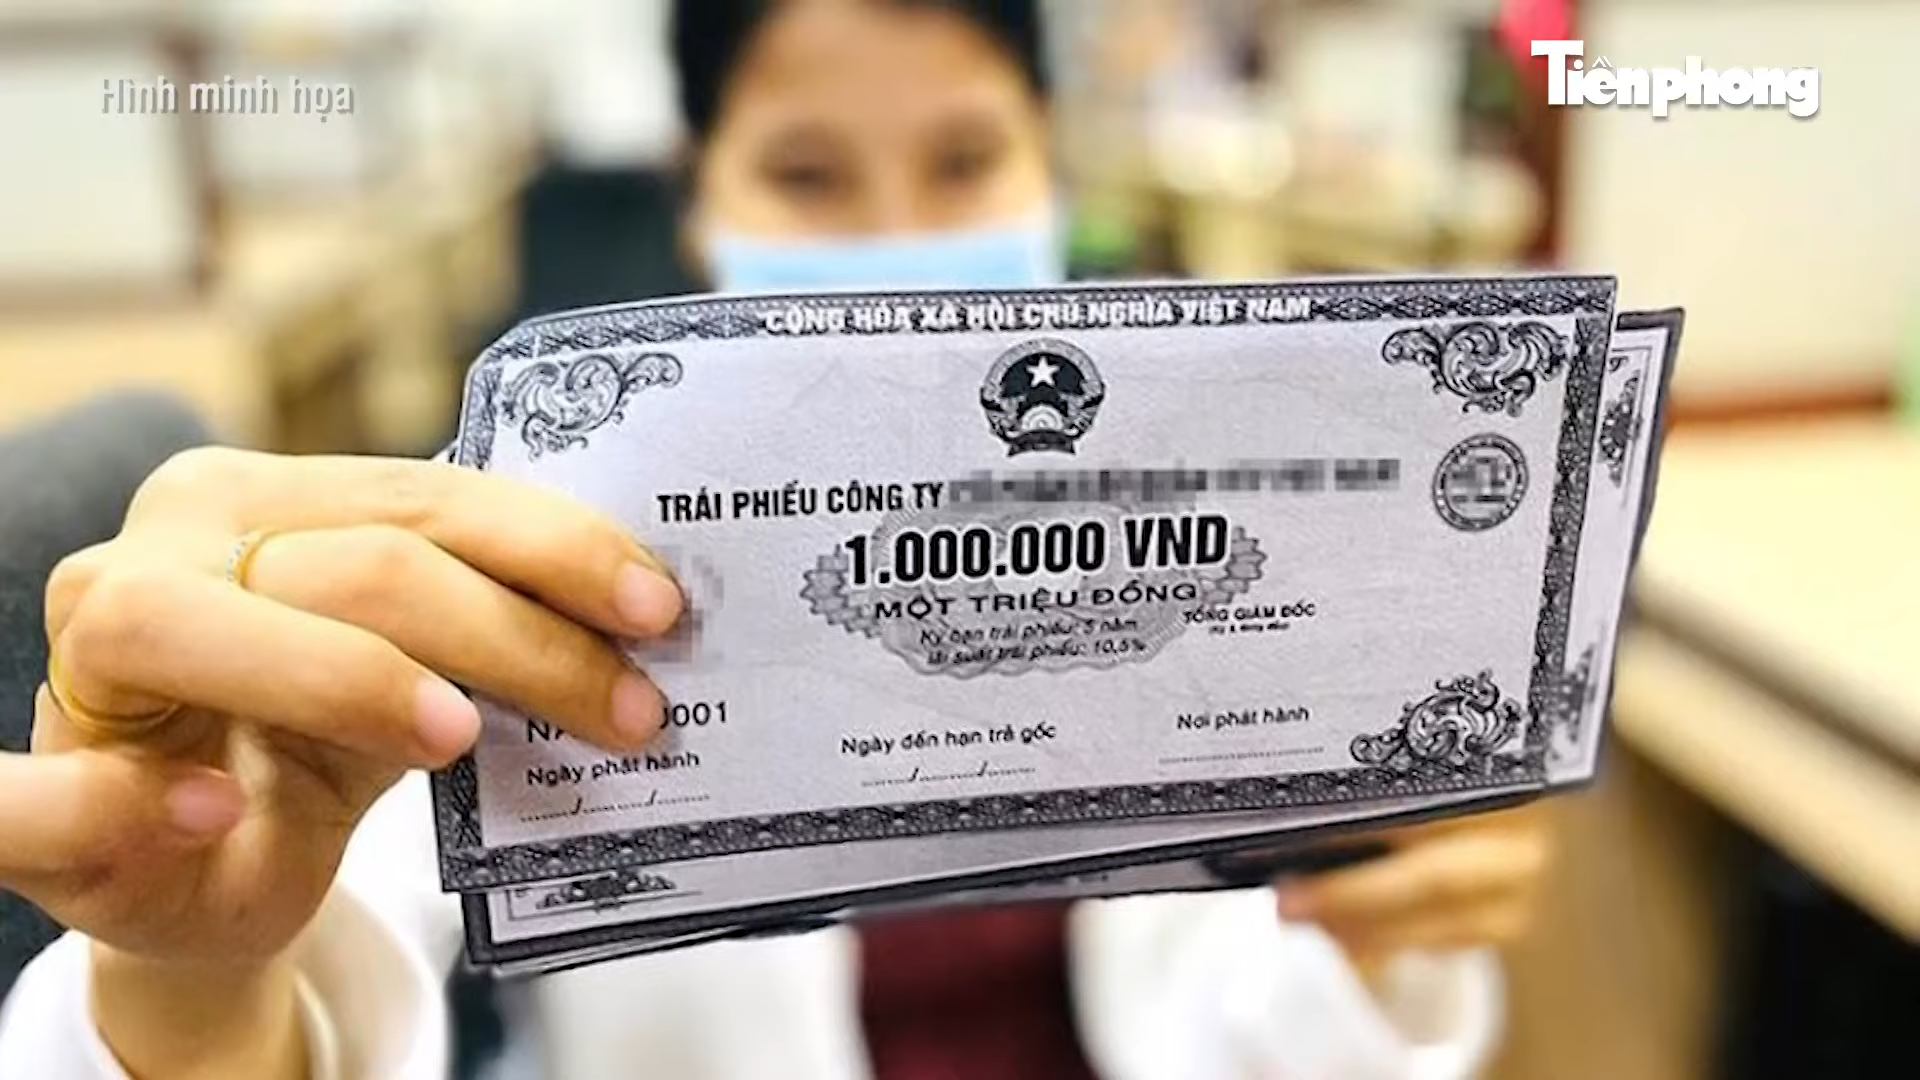 Hình minh họa
Tiền phong
CỘNG HÒA XÃ HỘI CHỦ NGHĨA VIỆT NAM
TRÁI PHIẾU CÔNG TY
1.000.000 VND
MỘT TRIỆU ĐỒNG
Kỳ hạn trái phiếu: 5 năm
lãi suất trái phiếu: 10,5%
TỔNG GIÁM ĐỐC
001
Ngày phát hành
Ngày đến hạn trả gốc
Nơi phát hành